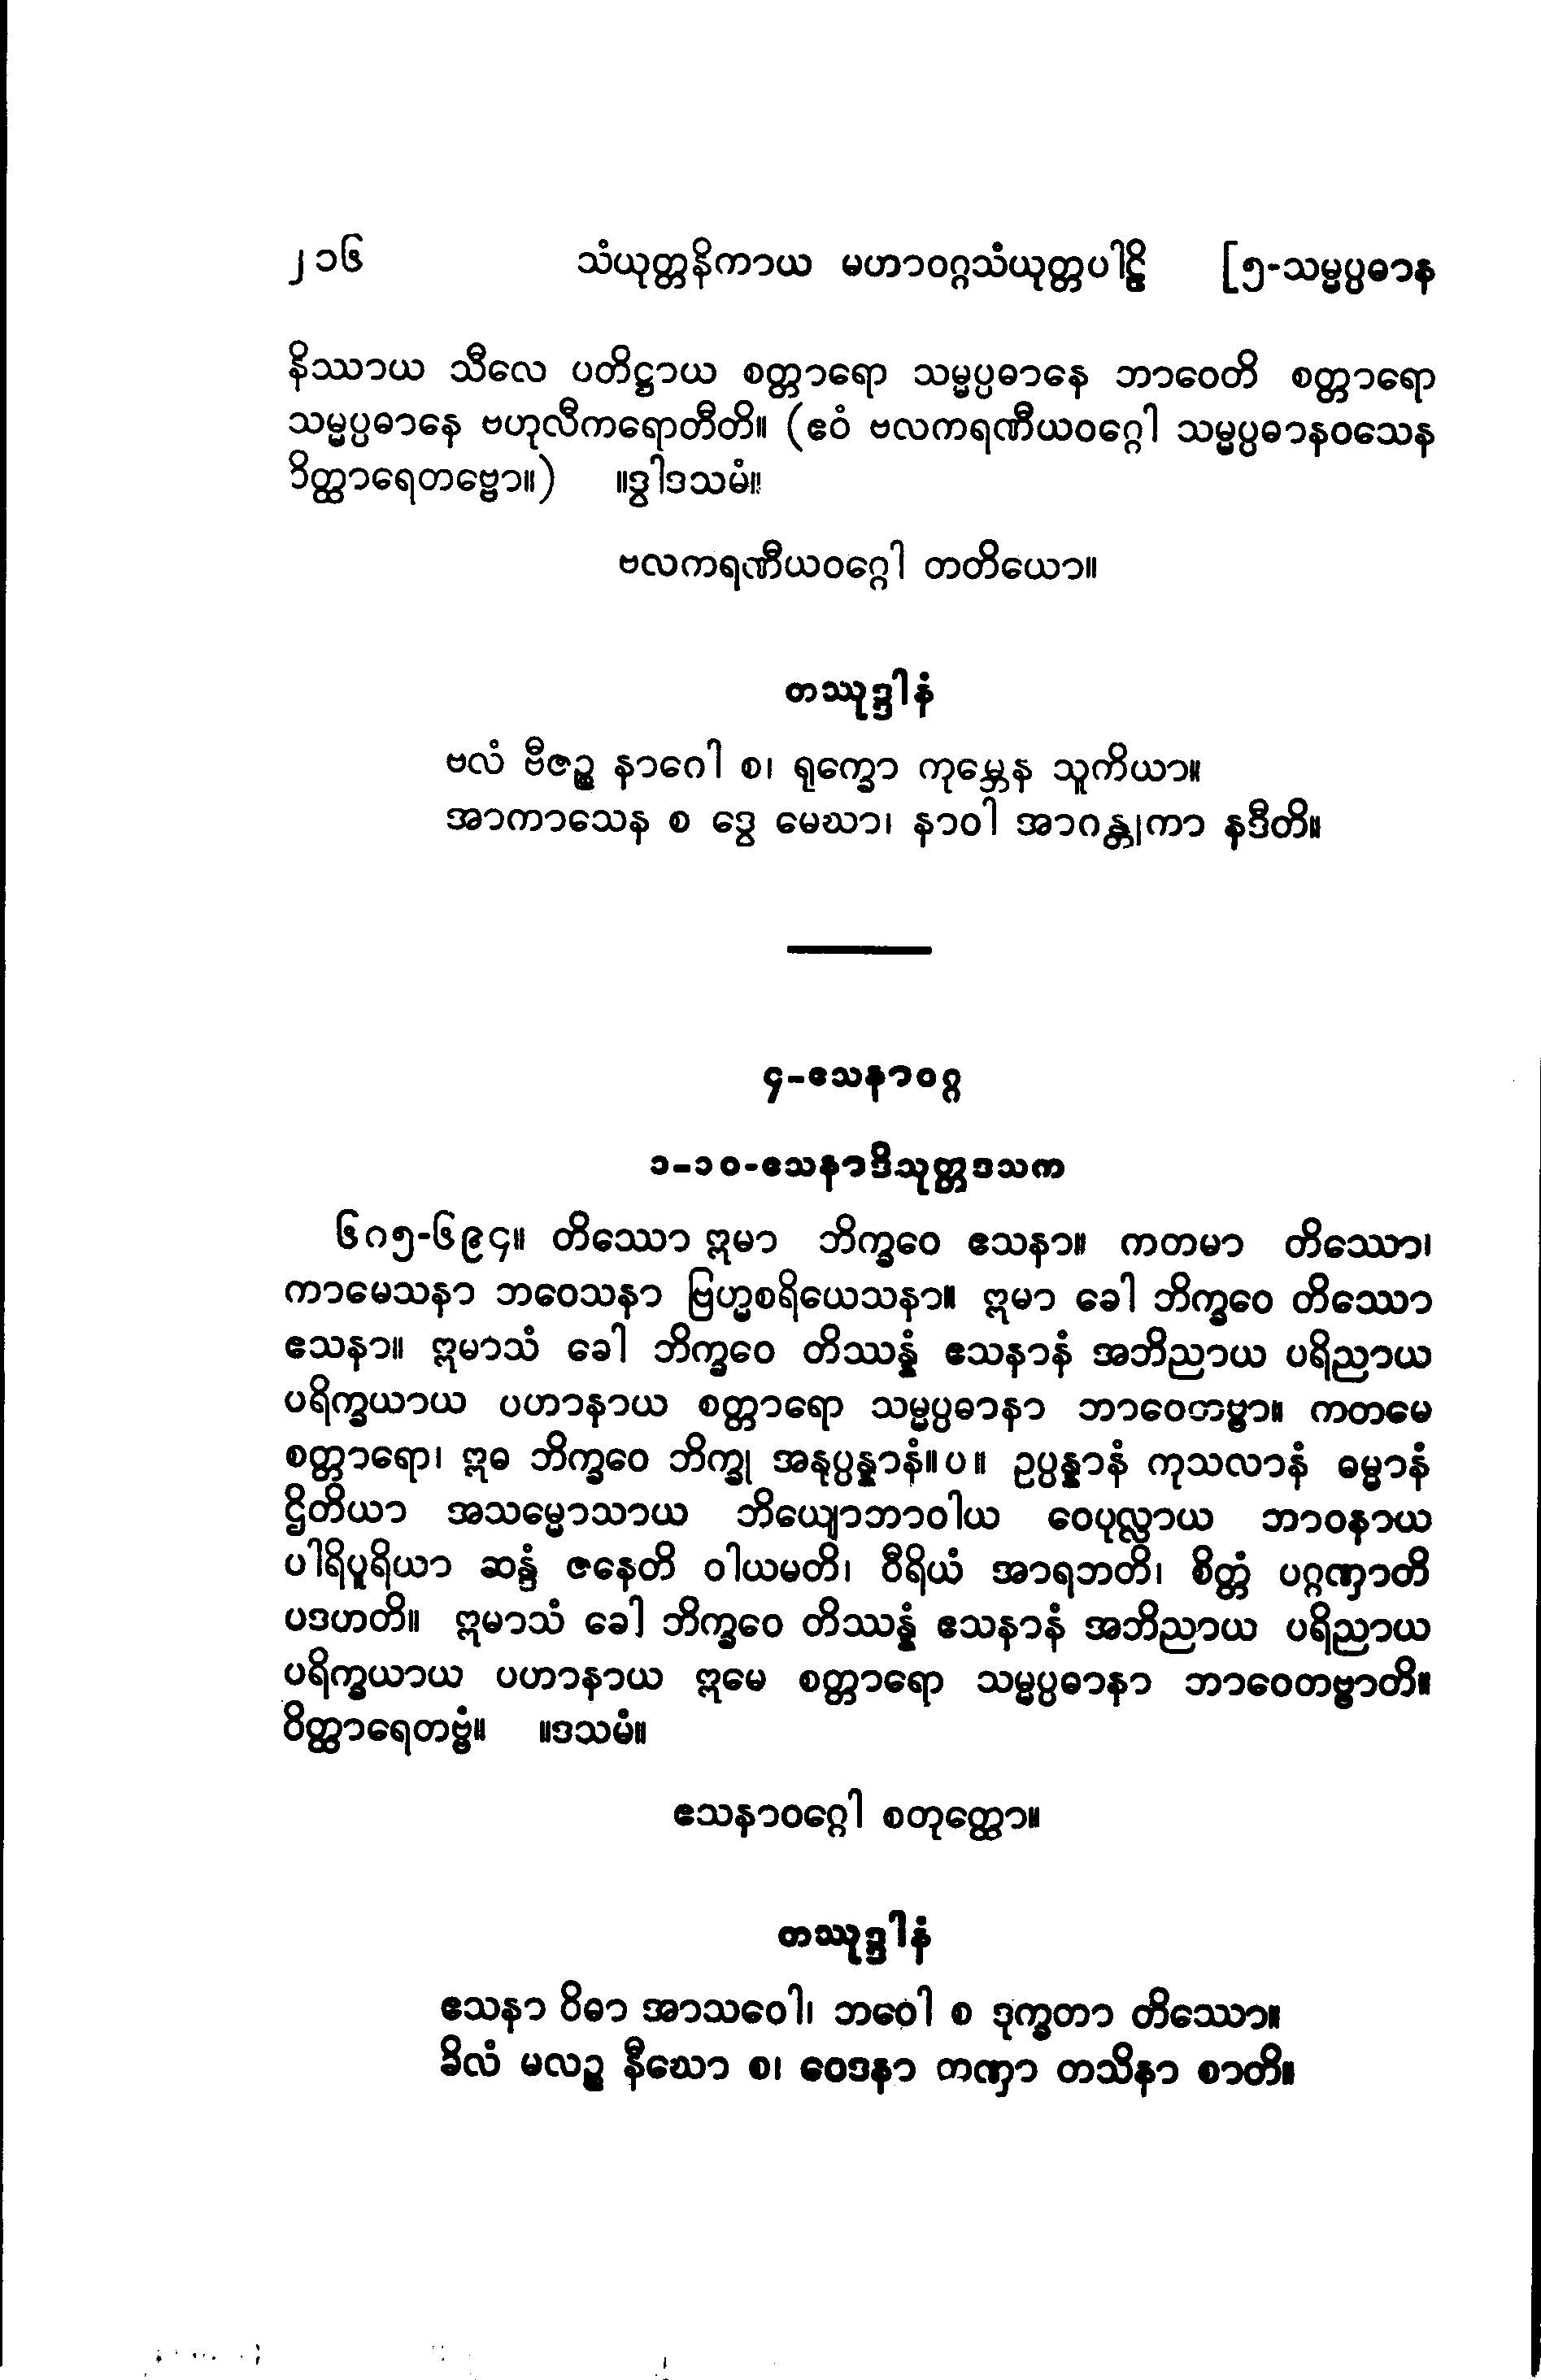 ၂၁၆ သံယုတ္တနိကာယ မဟာဝဂ္ဂသံယုတ္တပါဠိ [၅-သမ္မပ္ပဓာန
နိဿာယ သီလေ ပတိဋ္ဌာယ စတ္တာရော သမ္မပ္ပဓာနေ ဘာဝေတိ စတ္တာရော
သမ္မပ္ပဓာနေ ဗဟုလီကရောတီတိ။ (ဧဝံ ဗလကရဏီယဝဂ္ဂေါ သမ္မပ္ပဓာနဝသေန
ဝိတ္ထာရေတဗ္ဗော။) ။ဒွါဒသမံ။
ဗလကရဏီယဝဂ္ဂေါ တတိယော။
တဿုဒ္ဒါနံ
ဗလံ ဗီဇဉ္စ နာဂေါ စ၊ ရုက္ခော ကုမ္ဘေန သူကိယာ။
အာကာသေန စ ဒွေ မေဃာ၊ နာဝါ အာဂန္တုကာ နဒီတိ။
၄-ဧသနာဝဂ္ဂ
၁-၁၀-ဧသနာဒိသုတ္တဒသက
၆၈၅-၆၉၄။ တိဿော ဣမာ ဘိက္ခဝေ ဧသနာ။ ကတမာ တိဿော၊
ကာမေသနာ ဘဝေသနာ ဗြဟ္မစရိယေသနာ။ ဣမာ ခေါ ဘိက္ခဝေ တိဿော
ဧသနာ။ ဣမာသံ ခေါ ဘိက္ခဝေ တိဿန္နံ ဧသနာနံ အဘိညာယ ပရိညာယ
ပရိက္ခယာယ ပဟာနာယ စတ္တာရော သမ္မပ္ပဓာနာ ဘာဝေတဗ္ဗာ။ ကတမေ
စတ္တာရော၊ ဣဓ ဘိက္ခဝေ ဘိက္ခု အနုပ္ပန္နာနံ။ပ။ ဥပ္ပန္နာနံ ကုသလာနံ ဓမ္မာနံ
ဌိတိယာ အသမ္မောသာယ ဘိယျောဘာဝါယ ဝေပုလ္လာယ ဘာဝနာယ
ပါရိပူရိယာ ဆန္ဒံ ဇနေတိ ဝါယမတိ၊ ဝီရိယံ အာရဘတိ၊ စိတ္တံ ပဂ္ဂဏှာတိ
ပဒဟတိ။ ဣမာသံ ခေါ ဘိက္ခဝေ တိဿန္နံ ဧသနာနံ အဘိညာယ ပရိညာယ
ပရိက္ခယာယ ပဟာနာယ ဣမေ စတ္တာရော သမ္မပ္ပဓာနာ ဘာဝေတဗ္ဗာတိ။
ဝိတ္ထာရေတဗ္ဗံ။ ။ဒသမံ။
ဧသနာဝဂ္ဂေါ စတုတ္ထော။
တဿုဒ္ဒါနံ
ဧသနာ ဝိဓာ အာသဝေါ၊ ဘဝေါ စ ဒုက္ခတာ တိဿော။
ခိလံ မလဉ္စ နီဃော စ၊ ဝေဒနာ တဏှာ တသိနာ စာတိ။